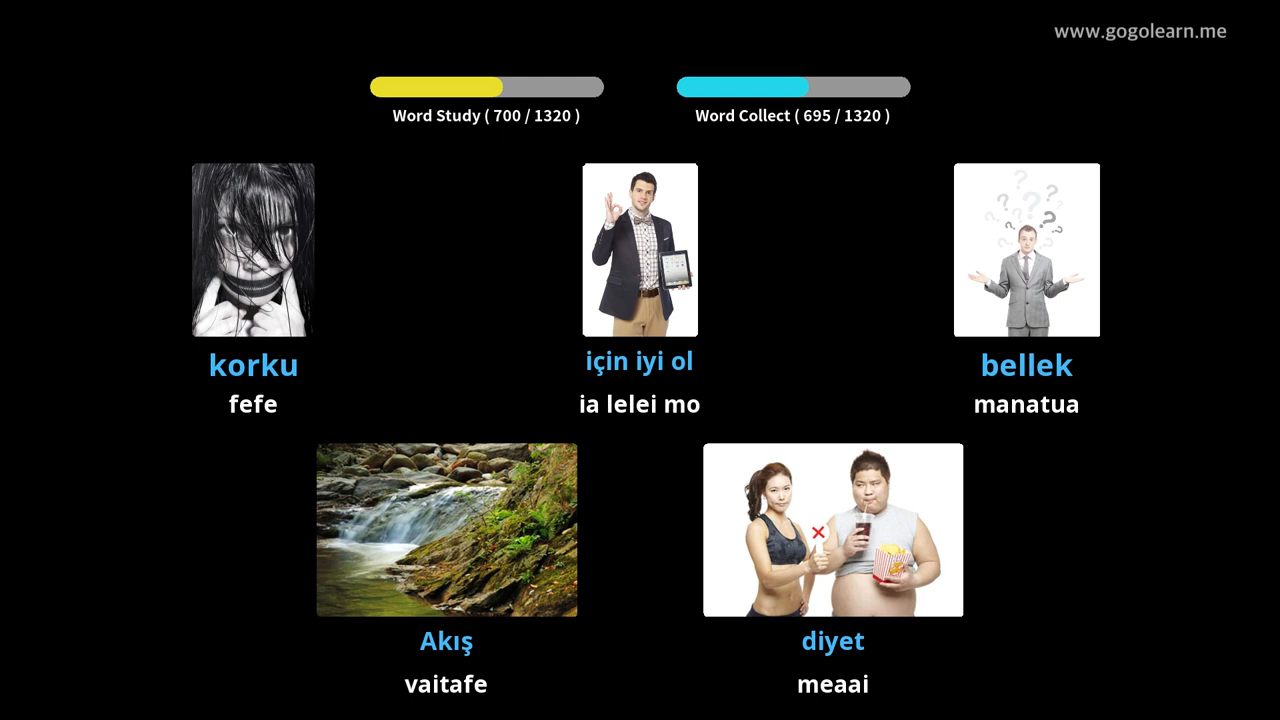 www.gogolearn.me
Word Study ( 700 / 1320 )
Word Collect ( 695 / 1320 )
korku
fefe
için iyi ol
ia lelei mo
bellek
manatua
Akış
vaitafe
diyet
meaai